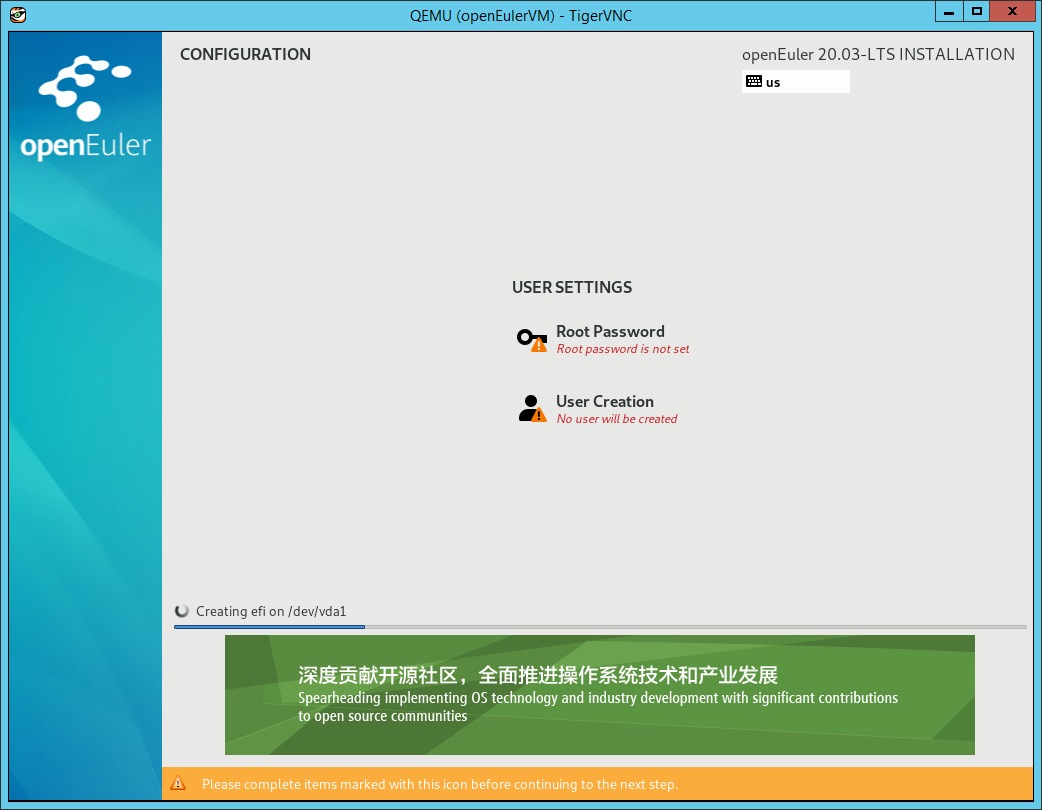 QEMU (openEulerVM) - TigerVNC
openEuler
CONFIGURATION
openEuler 20.03-LTS INSTALLATION
us
USER SETTINGS
Root Password
Root password is not set
User Creation
No user will be created
Creating efi on /dev/vda1
深度贡献开源社区，全面推进操作系统技术和产业发展
Spearheading implementing OS technology and industry development with significant contributions
to open source communities
Please complete items marked with this icon before continuing to the next step.